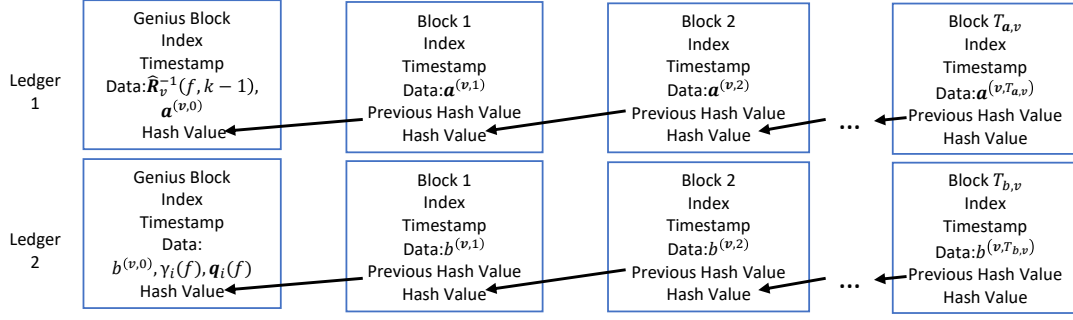 Ledger
1
Genius Block
Index
Timestamp
Data:R̂ᵥ⁻¹(f, k − 1),
a⁽ᵛ'⁰⁾
Hash Value
Block 1
Index
Timestamp
Data:a⁽ᵛ'¹⁾
Previous Hash Value
Hash Value
Block 2
Index
Timestamp
Data:a⁽ᵛ'²⁾
Previous Hash Value
Hash Value
...
Block T_{a,v}
Index
Timestamp
Data:a^{(v,T_{a,v})}
Previous Hash Value
Hash Value
Ledger
2
Genius Block
Index
Timestamp
Data:
b^{(v,0)}, γᵢ(f), qᵢ(f)
Hash Value
Block 1
Index
Timestamp
Data:b^{(v,1)}
Previous Hash Value
Hash Value
Block 2
Index
Timestamp
Data:b^{(v,2)}
Previous Hash Value
Hash Value
...
Block T_{b,v}
Index
Timestamp
Data:b^{(v,T_{b,v})}
Previous Hash Value
Hash Value